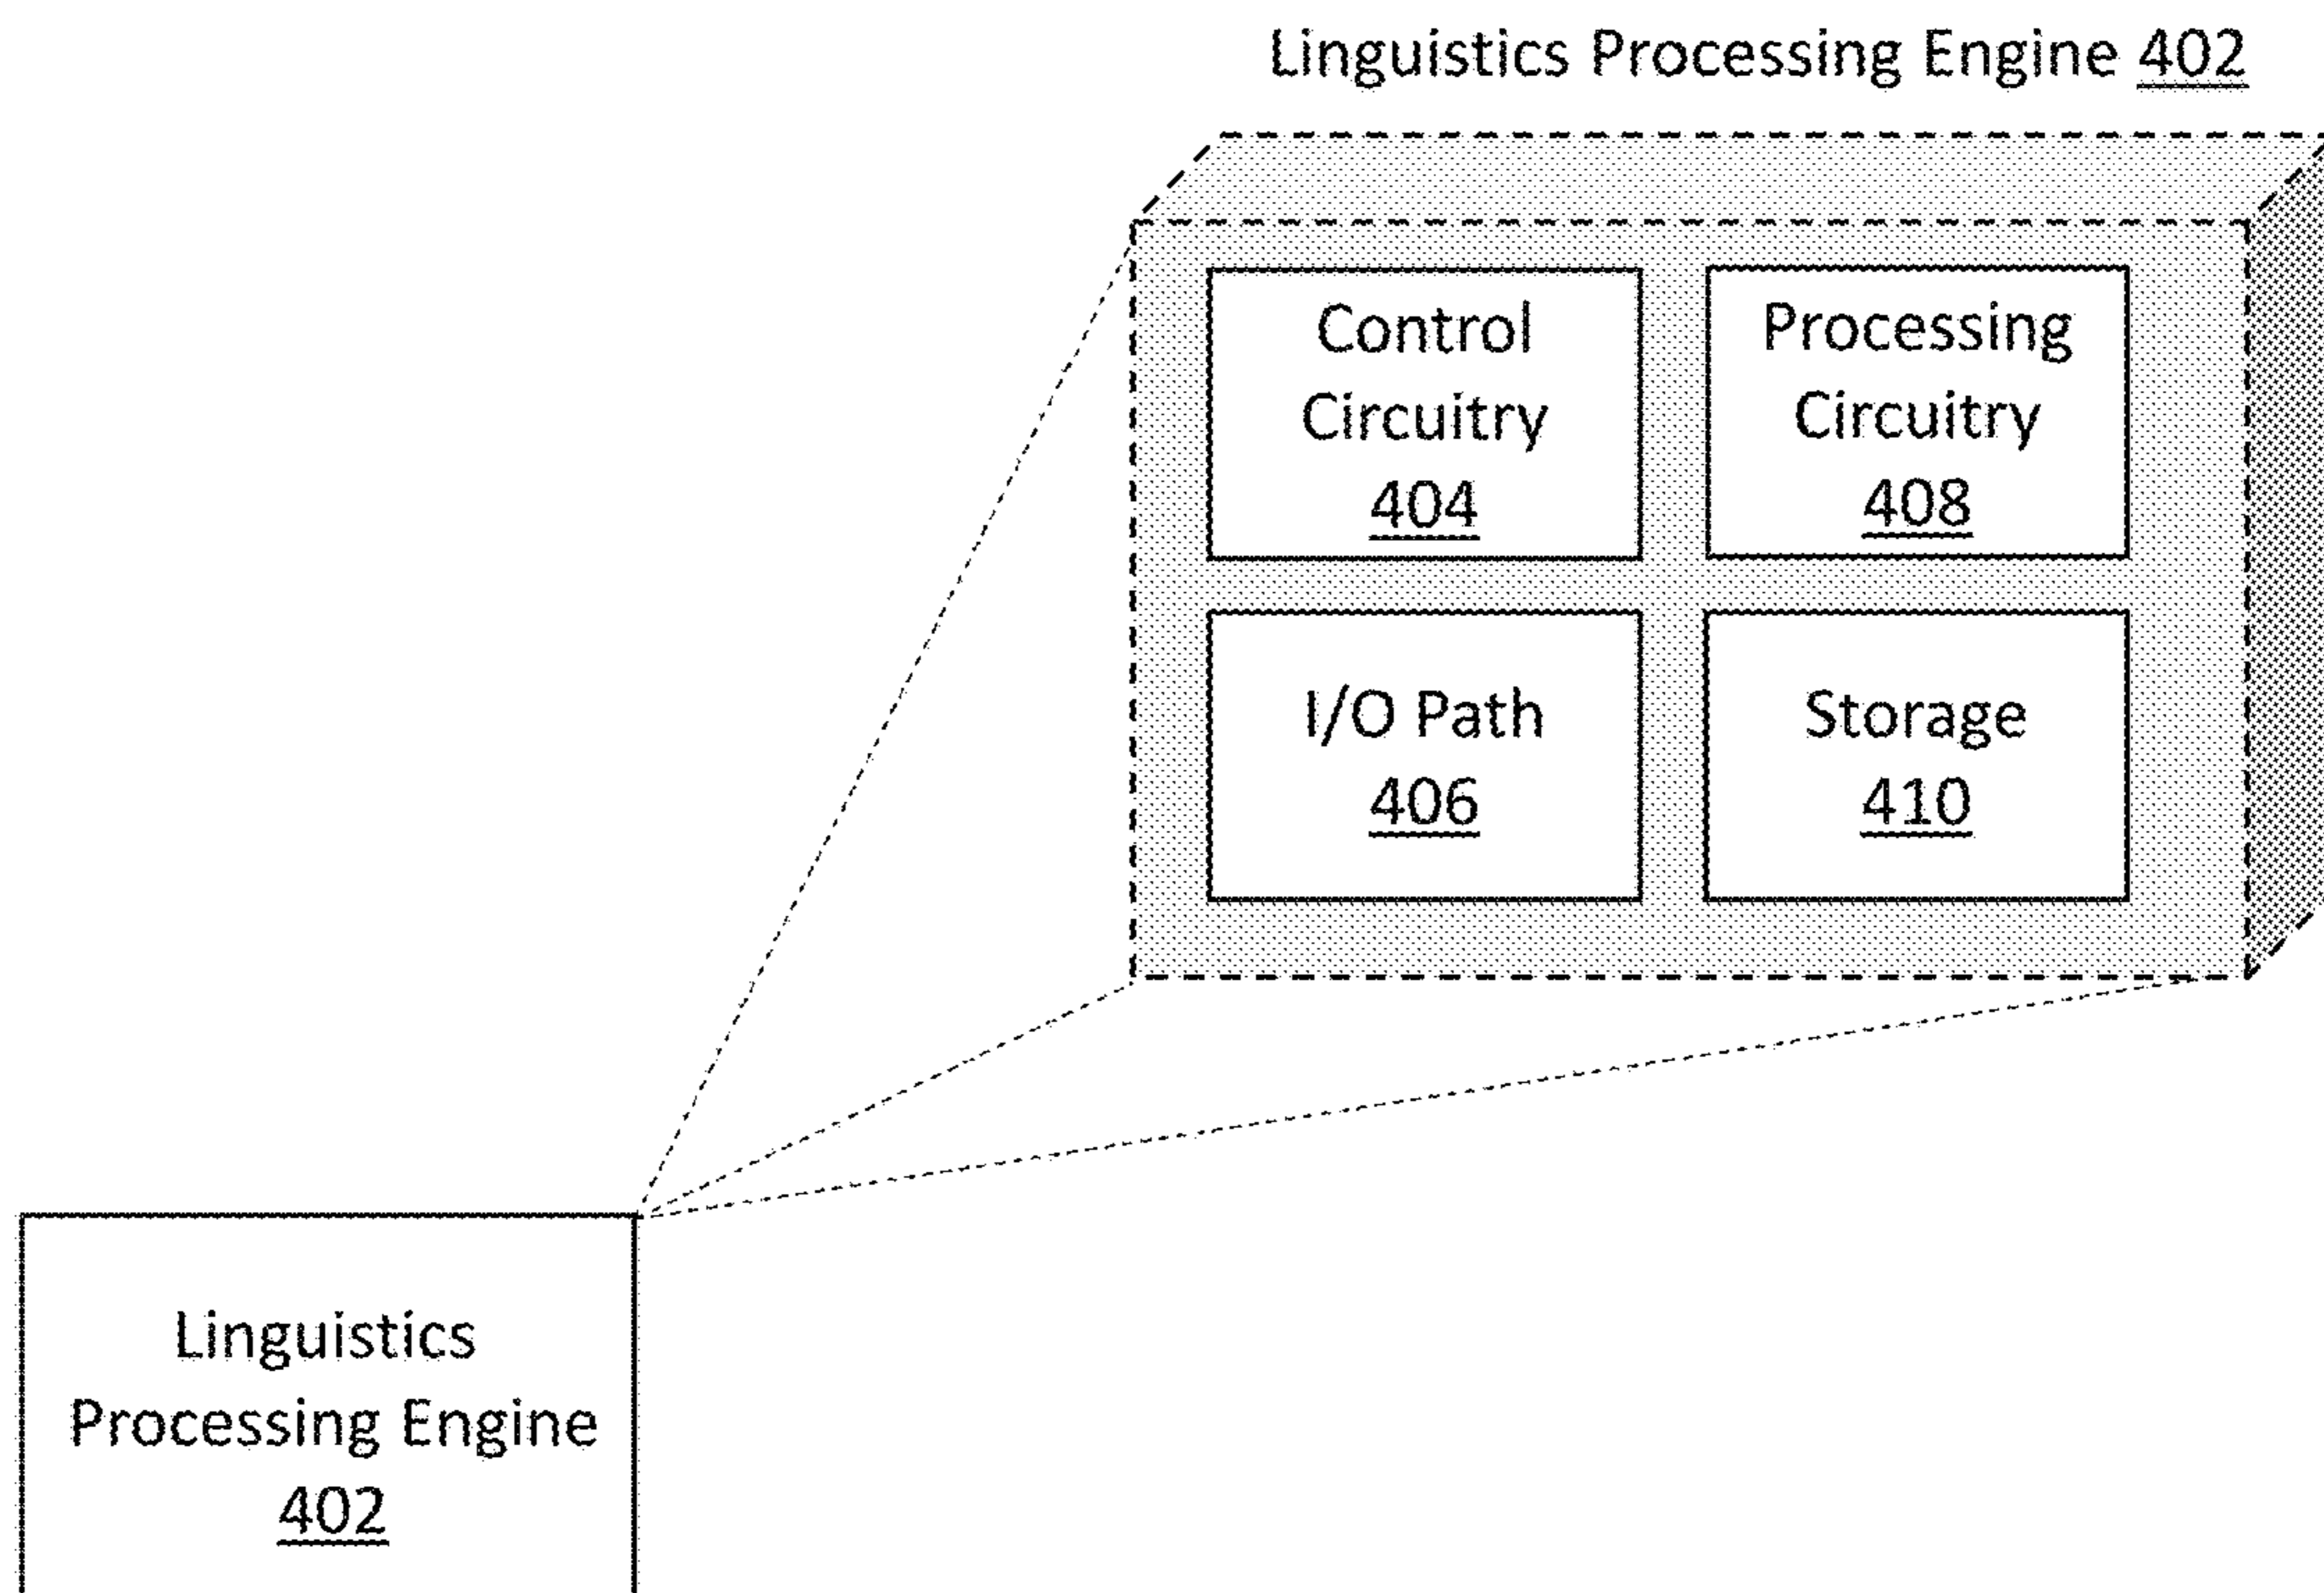 Linguistics Processing Engine 402
Control
Circuitry
404
Processing
Circuitry
408
I/O Path
406
Storage
410
Linguistics
Processing Engine
402